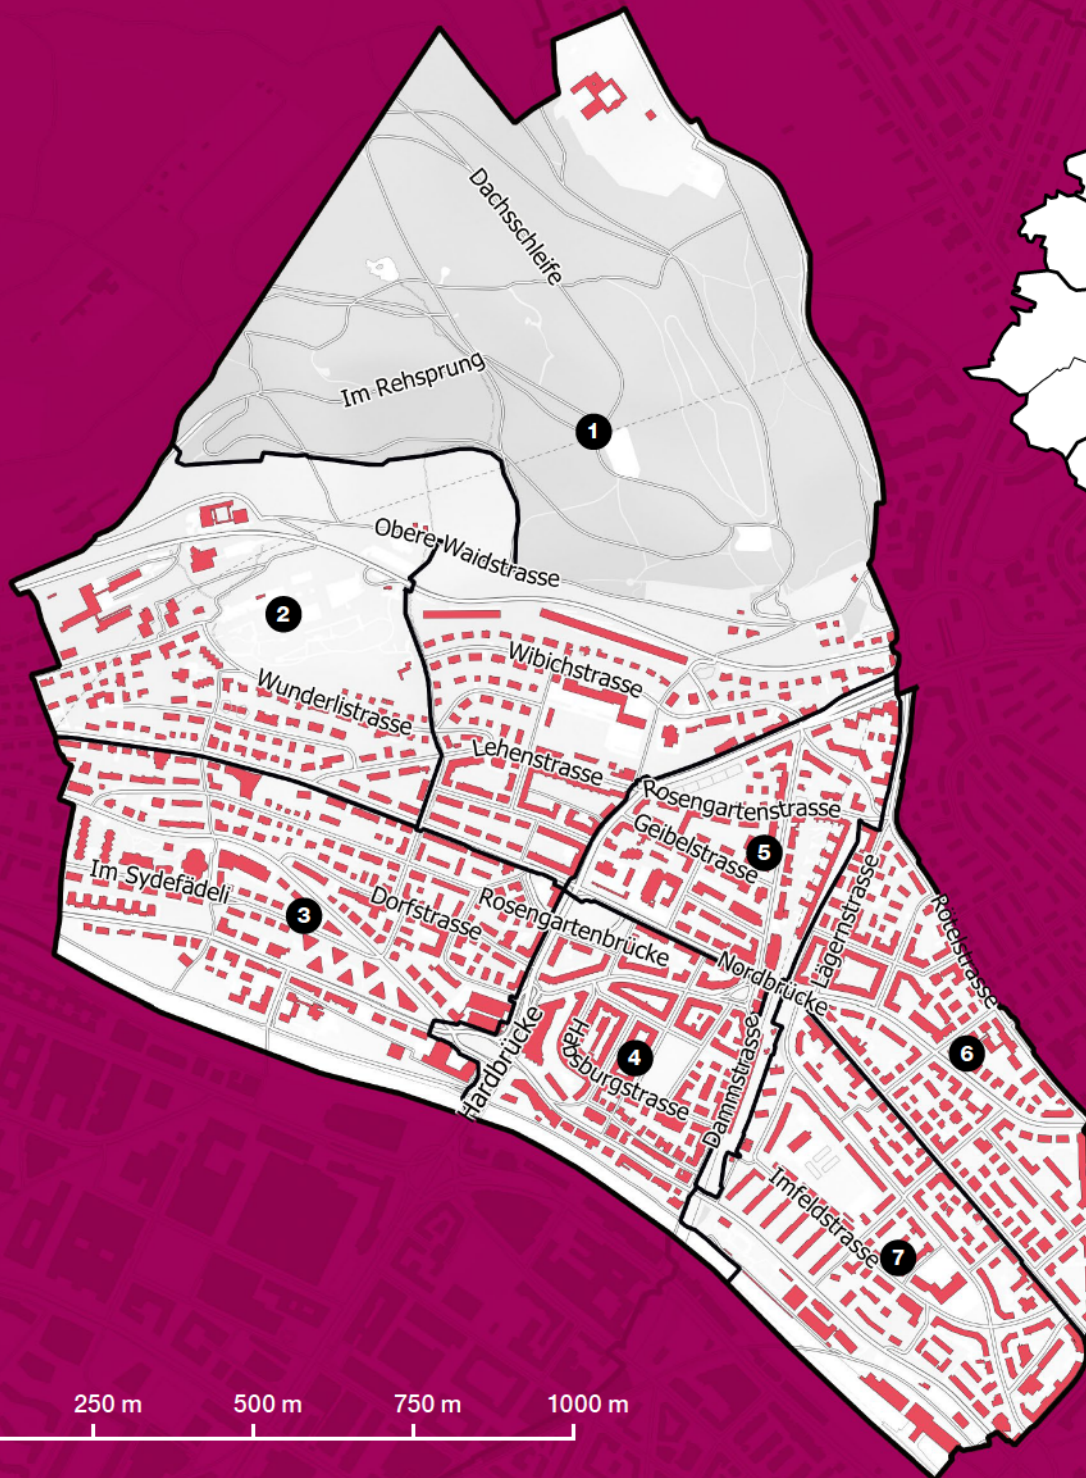 Dachsschleife
Im Rehsprung
1
Obere Waidstrasse
2
Wibichstrasse
Wunderlistrasse
Lehenstrasse
Rosengartenstrasse
Geibelstrasse
5
Im Sydefädeli
3
Dorfstrasse
Rosengartenbrücke
Lägernstrasse
Rötelstrasse
Nordbrücke
Hardbrücke
Habsburgstrasse
4
Dammstrasse
6
Imfeldstrasse
7
250 m 500 m 750 m 1000 m